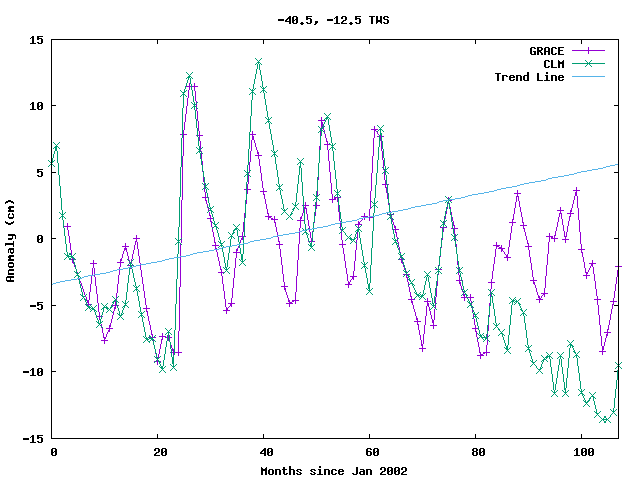 -40.5, -12.5 TWS
GRACE
CLM
Trend Line
Anomaly (cm)
15
10
5
0
-5
-10
-15
0 20 40 60 80 100
Months since Jan 2002